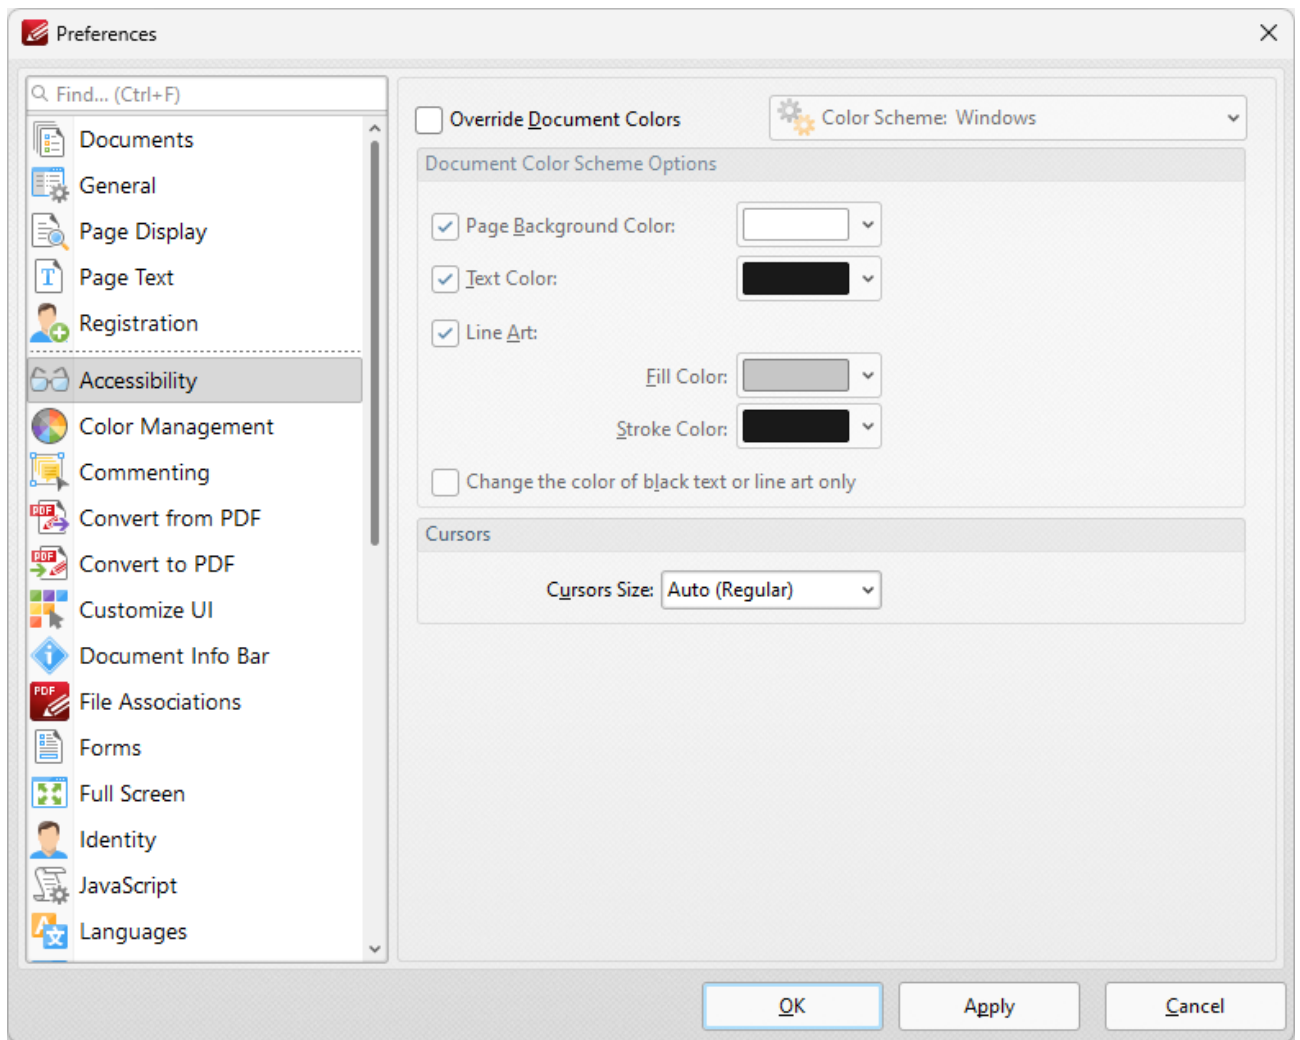 Preferences
Find... (Ctrl+F)
Documents
General
Page Display
Page Text
Registration
Accessibility
Color Management
Commenting
Convert from PDF
Convert to PDF
Customize UI
Document Info Bar
File Associations
Forms
Full Screen
Identity
JavaScript
Languages
Override Document Colors
Color Scheme: Windows
Document Color Scheme Options
Page Background Color:
Text Color:
Line Art:
Fill Color:
Stroke Color:
Change the color of black text or line art only
Cursors
Cursors Size: Auto (Regular)
OK
Apply
Cancel